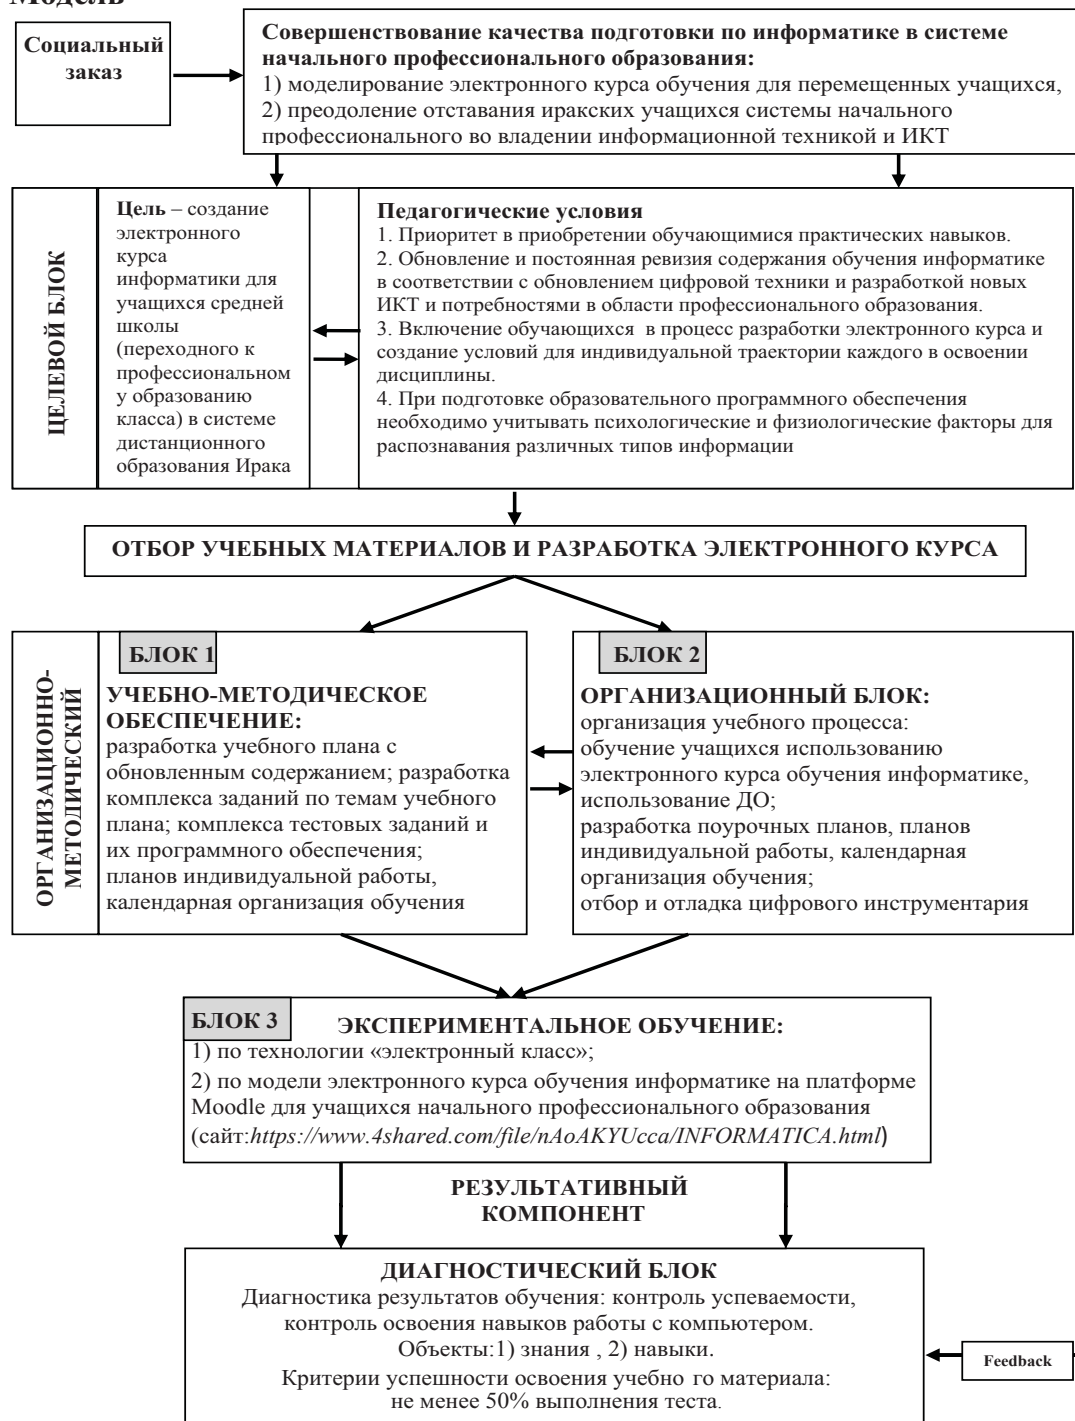 Модель
Социальный
заказ
Совершенствование качества подготовки по информатике в системе
начального профессионального образования:
1) моделирование электронного курса обучения для перемещенных учащихся,
2) преодоление отставания иракских учащихся системы начального
профессионального во владении информационной техникой и ИКТ
ЦЕЛЕВОЙ БЛОК
Цель – создание
электронного
курса
информатики для
учащихся средней
школы
(переходного к
профессиональном
у образованию
класса) в системе
дистанционного
образования Ирака
Педагогические условия
1. Приоритет в приобретении обучающимися практических навыков.
2. Обновление и постоянная ревизия содержания обучения информатике
в соответствии с обновлением цифровой техники и разработкой новых
ИКТ и потребностями в области профессионального образования.
3. Включение обучающихся в процесс разработки электронного курса и
создание условий для индивидуальной траектории каждого в освоении
дисциплины.
4. При подготовке образовательного программного обеспечения
необходимо учитывать психологические и физиологические факторы для
распознавания различных типов информации
ОТБОР УЧЕБНЫХ МАТЕРИАЛОВ И РАЗРАБОТКА ЭЛЕКТРОННОГО КУРСА
ОРГАНИЗАЦИОННО-
МЕТОДИЧЕСКИЙ
БЛОК 1
УЧЕБНО-МЕТОДИЧЕСКОЕ
ОБЕСПЕЧЕНИЕ:
разработка учебного плана с
обновленным содержанием; разработка
комплекса заданий по темам учебного
плана; комплекса тестовых заданий и
их программного обеспечения;
планов индивидуальной работы,
календарная организация обучения
БЛОК 2
ОРГАНИЗАЦИОННЫЙ БЛОК:
организация учебного процесса:
обучение учащихся использованию
электронного курса обучения информатике,
использование ДО;
разработка поурочных планов, планов
индивидуальной работы, календарная
организация обучения;
отбор и отладка цифрового инструментария
БЛОК 3
ЭКСПЕРИМЕНТАЛЬНОЕ ОБУЧЕНИЕ:
1) по технологии «электронный класс»;
2) по модели электронного курса обучения информатике на платформе
Moodle для учащихся начального профессионального образования
(сайт:https://www.4shared.com/file/nAoAKYUcca/INFORMATICA.html)
РЕЗУЛЬТАТИВНЫЙ
КОМПОНЕНТ
ДИАГНОСТИЧЕСКИЙ БЛОК
Диагностика результатов обучения: контроль успеваемости,
контроль освоения навыков работы с компьютером.
Объекты:1) знания , 2) навыки.
Критерии успешности освоения учебно го материала:
не менее 50% выполнения теста.
Feedback